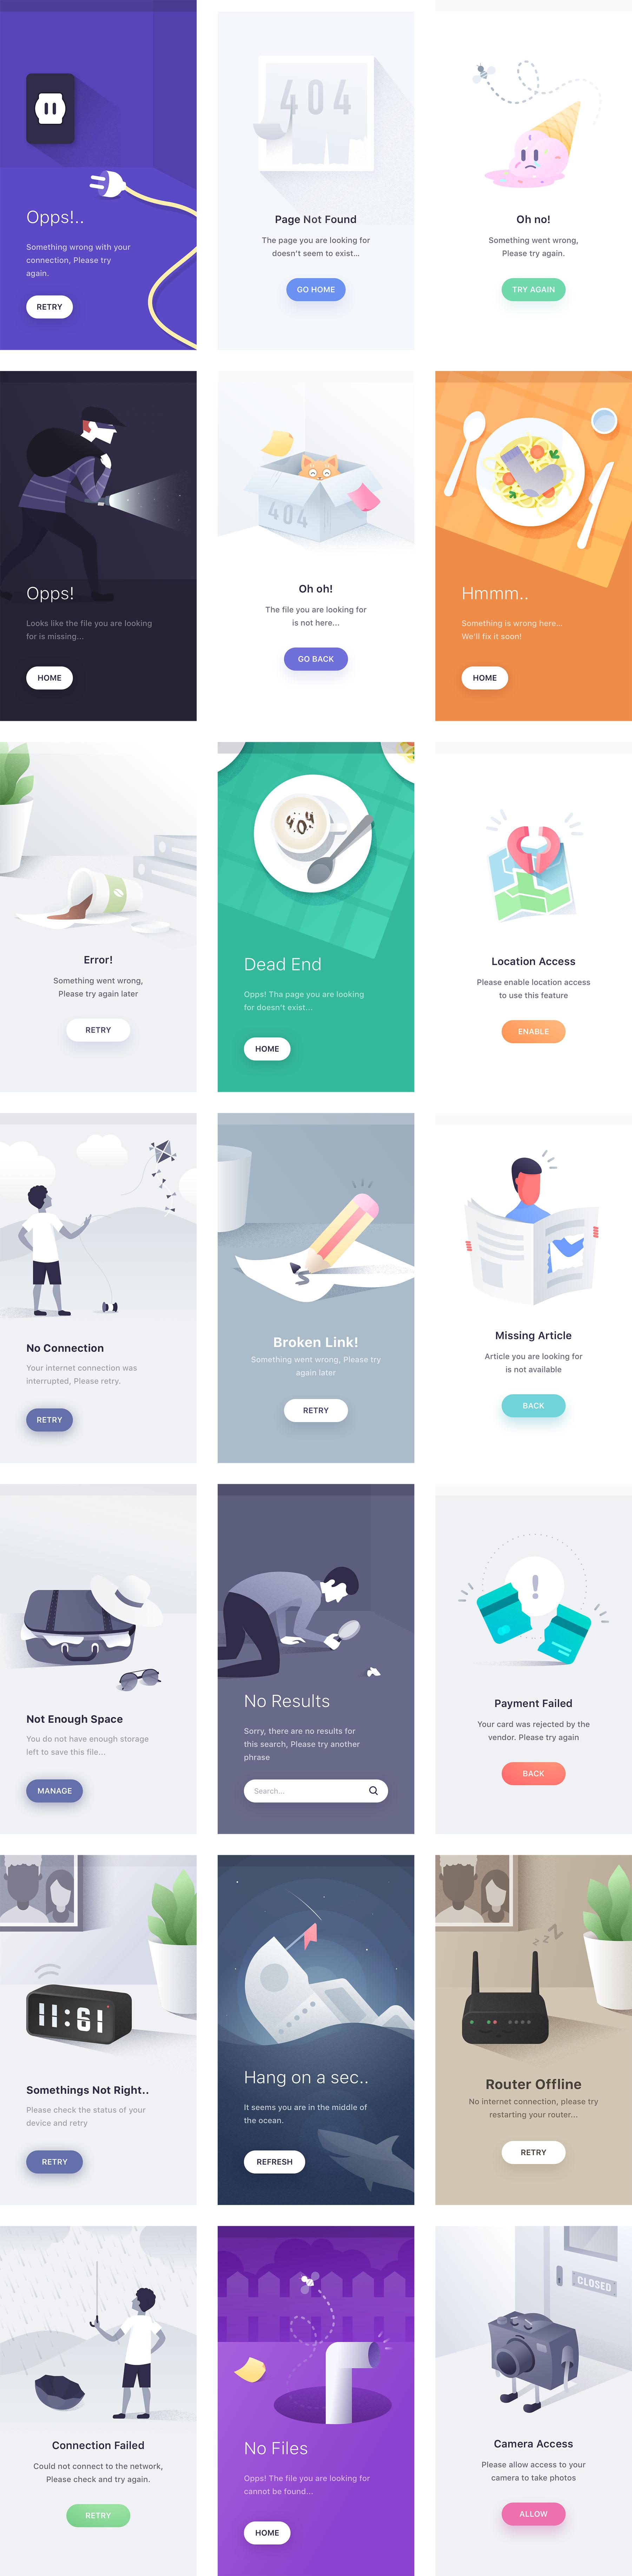 Opps!..
Something wrong with your
connection, Please try
again.
RETRY
404
Page Not Found
The page you are looking for
doesn't seem to exist...
GO HOME
Oh no!
Something went wrong,
Please try again.
TRY AGAIN
Opps!
Looks like the file you are looking
for is missing...
HOME
404
Oh oh!
The file you are looking for
is not here...
GO BACK
Hmmm..
Something is wrong here...
We'll fix it soon!
HOME
Error!
Something went wrong,
Please try again later
RETRY
404
Dead End
Opps! Tha page you are looking
for doesn't exist...
HOME
Location Access
Please enable location access
to use this feature
ENABLE
No Connection
Your internet connection was
interrupted, Please retry.
RETRY
Broken Link!
Something went wrong, Please try
again later
RETRY
Missing Article
Article you are looking for
is not available
BACK
Not Enough Space
You do not have enough storage
left to save this file...
MANAGE
No Results
Sorry, there are no results for
this search, Please try another
phrase
Search...
!
Payment Failed
Your card was rejected by the
vendor. Please try again
BACK
11:61
Somethings Not Right..
Please check the status of your
device and retry
RETRY
Hang on a sec..
It seems you are in the middle of
the ocean.
REFRESH
z z z Z
Router Offline
No internet connection, please try
restarting your router...
RETRY
Connection Failed
Could not connect to the network,
Please check and try again.
RETRY
No Files
Opps! The file you are looking for
cannot be found...
HOME
CLOSED
Camera Access
Please allow access to your
camera to take photos
ALLOW